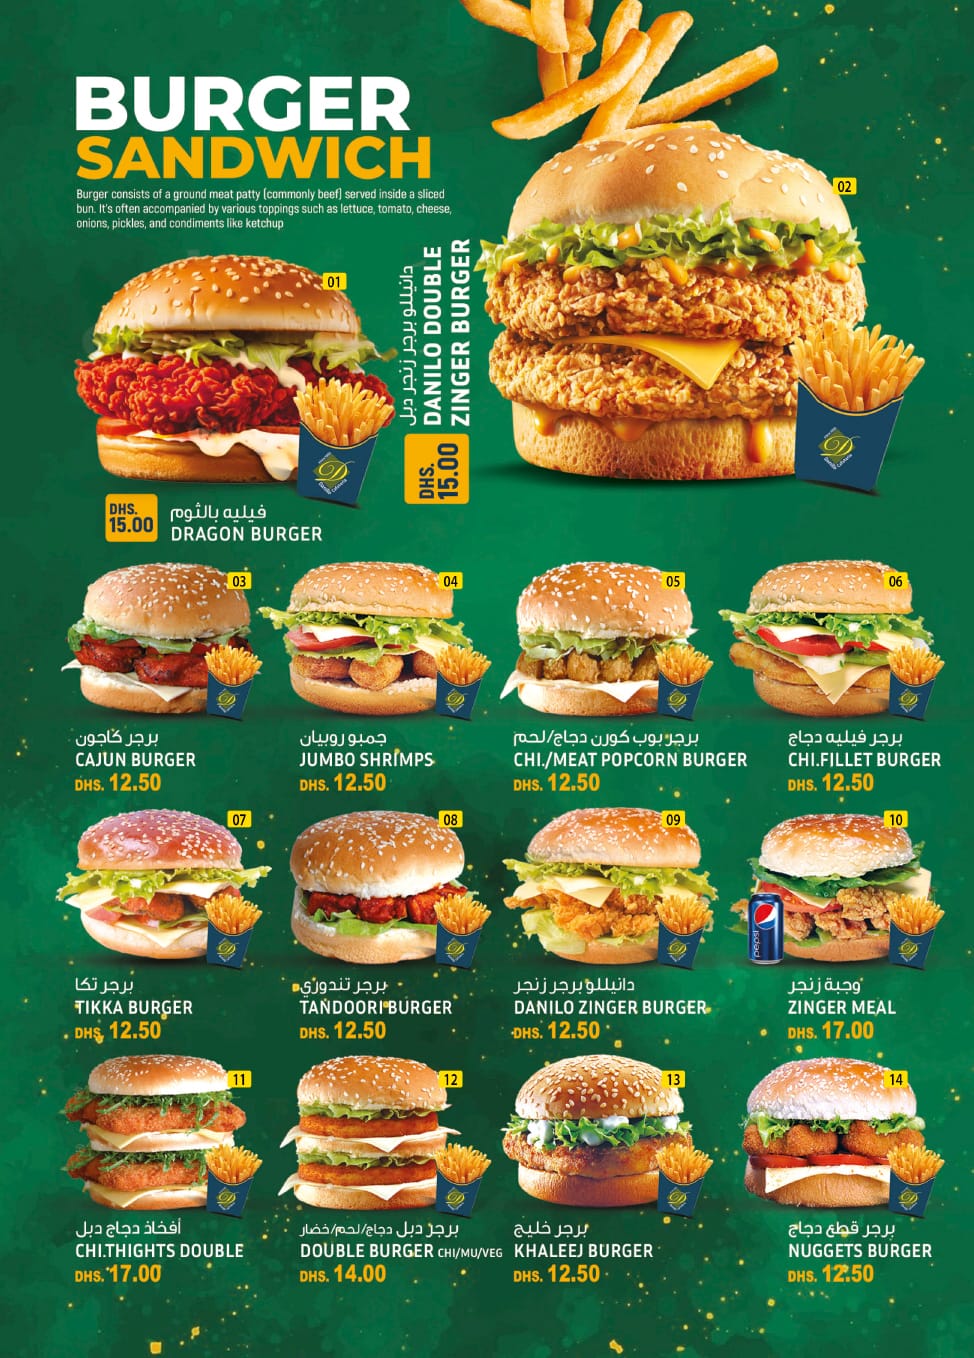 BURGER
SANDWICH
Burger consists of a ground meat patty (commonly beef) served inside a sliced
bun. It's often accompanied by various toppings such as lettuce, tomato, cheese,
onions, pickles, and condiments like ketchup
01
DHS.
15.00
فيليه بالثوم
DRAGON BURGER
02
دانيللو برجر زنجر دبل
DANILO DOUBLE
ZINGER BURGER
DHS.
15.00
03
برجر كاجون
CAJUN BURGER
DHS. 12.50
04
جمبو روبيان
JUMBO SHRIMPS
DHS. 12.50
05
برجر بوب كورن دجاج/لحم
CHI./MEAT POPCORN BURGER
DHS. 12.50
06
برجر فيليه دجاج
CHI.FILLET BURGER
DHS. 12.50
07
برجر تكا
TIKKA BURGER
DHS. 12.50
08
برجر تندوري
TANDOORI BURGER
DHS. 12.50
09
دانيللو برجر زنجر
DANILO ZINGER BURGER
DHS. 12.50
10
pepsi
وجبة زنجر
ZINGER MEAL
DHS. 17.00
11
أفخاذ دجاج دبل
CHI.THIGHTS DOUBLE
DHS. 17.00
12
برجر دبل دجاج/لحم/خضار
DOUBLE BURGER CHI/MU/VEG
DHS. 14.00
13
برجر خليج
KHALEEJ BURGER
DHS. 12.50
14
برجر قطع دجاج
NUGGETS BURGER
DHS. 12.50